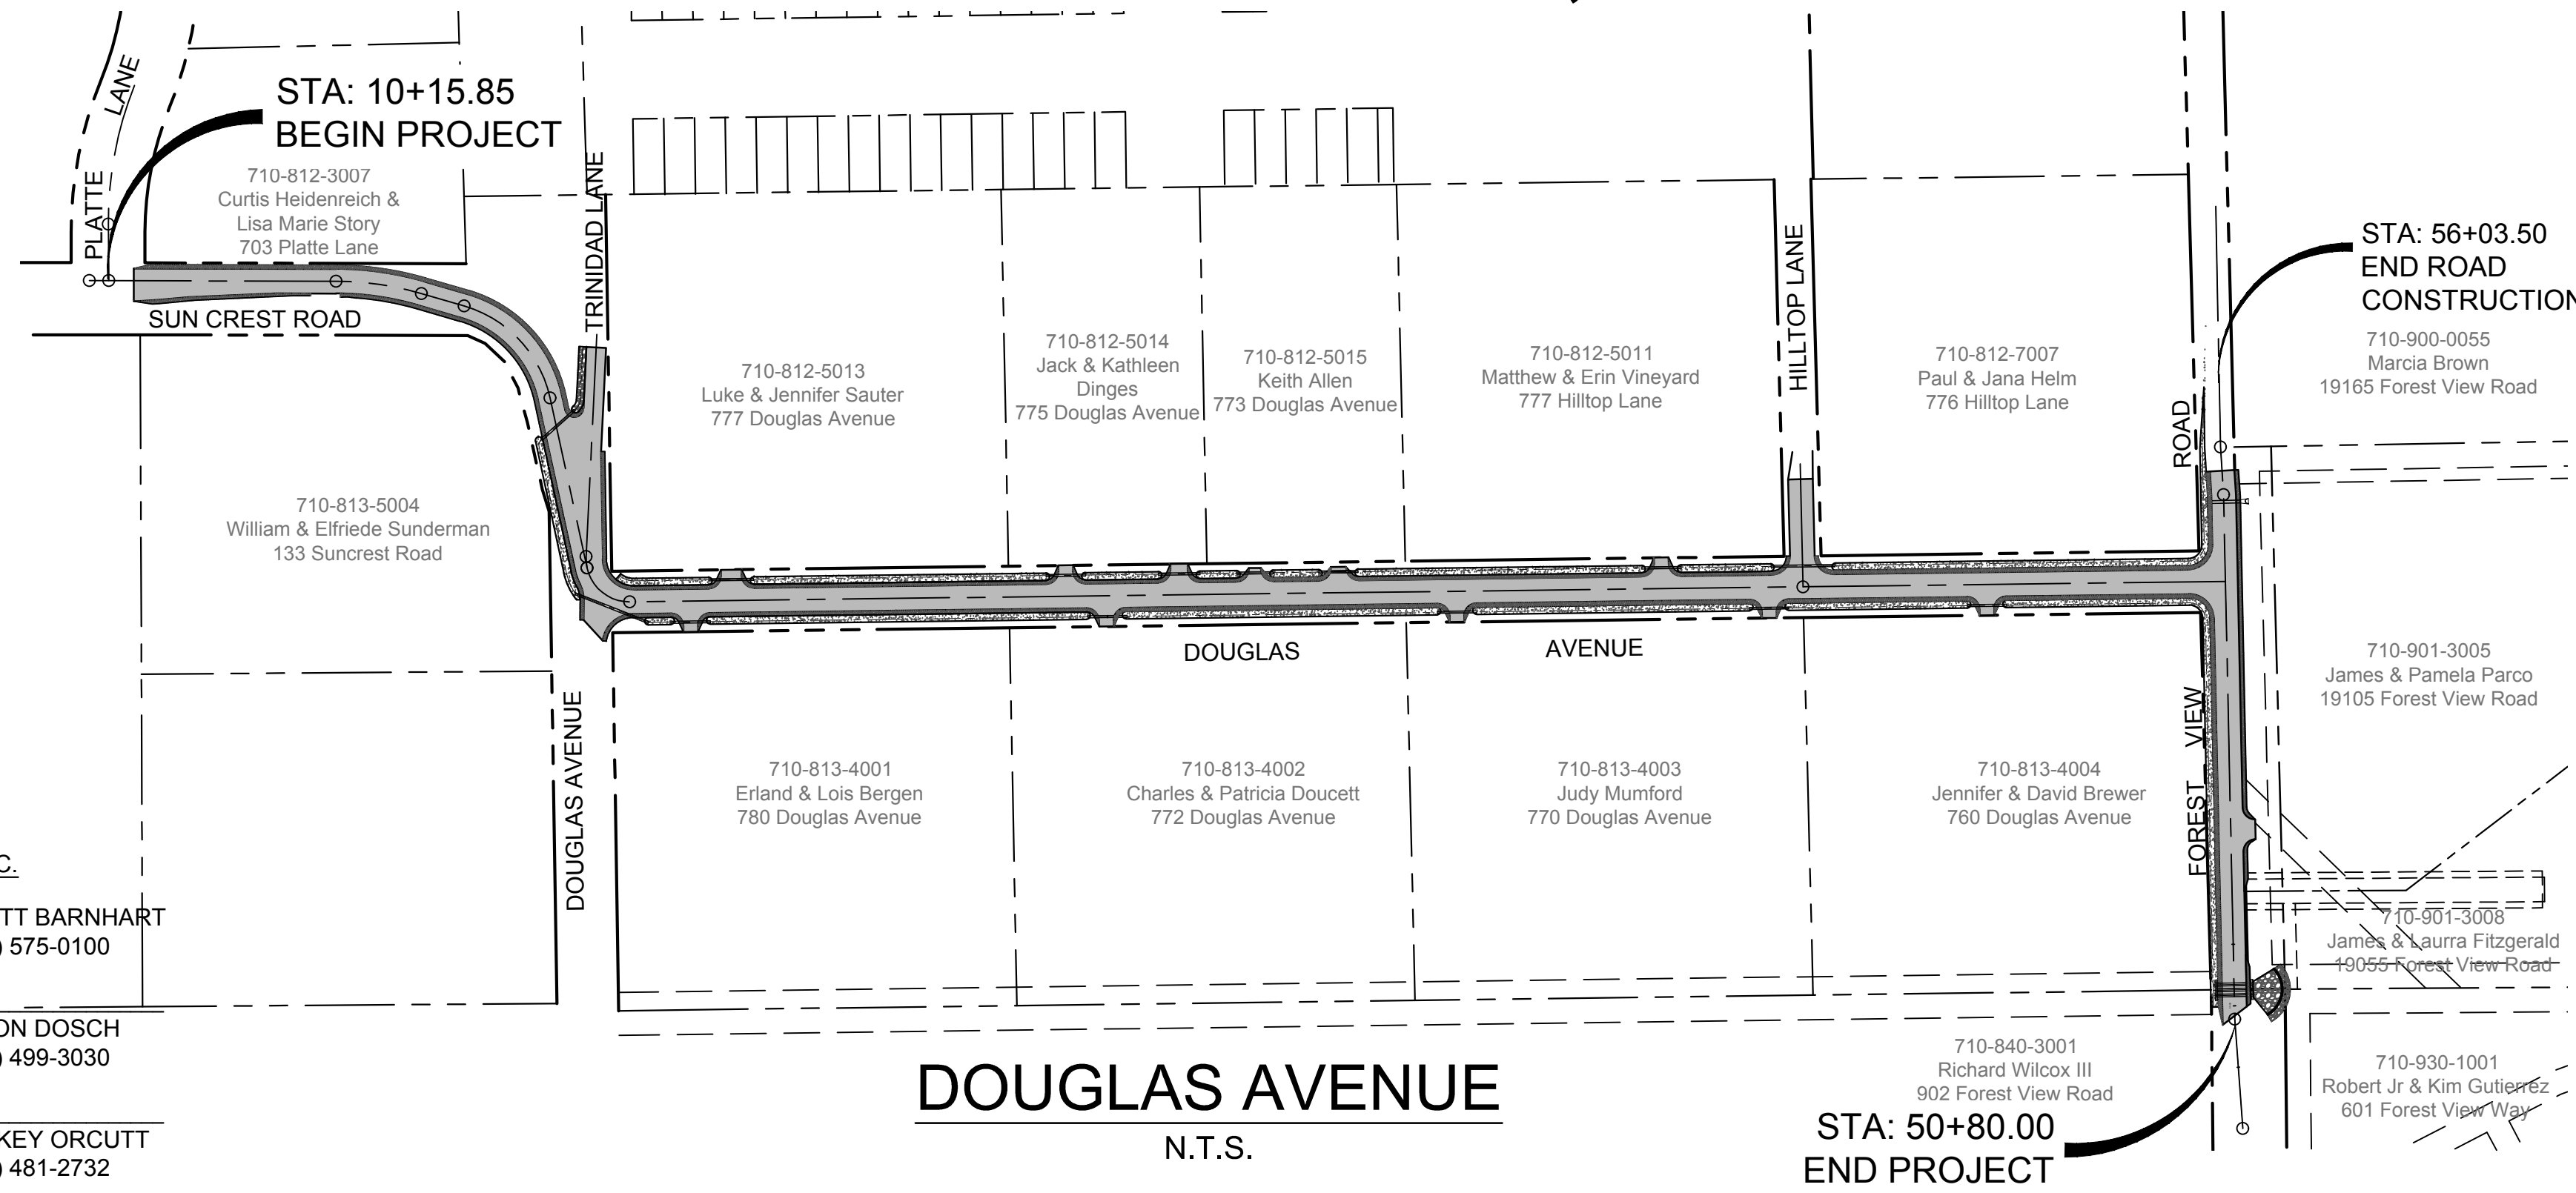 PLATTE
LANE
STA: 10+15.85
BEGIN PROJECT
710-812-3007
Curtis Heidenreich &
Lisa Marie Story
703 Platte Lane
SUN CREST ROAD
TRINIDAD LANE
710-812-5013
Luke & Jennifer Sauter
777 Douglas Avenue
710-812-5014
Jack & Kathleen
Dinges
775 Douglas Avenue
710-812-5015
Keith Allen
773 Douglas Avenue
710-812-5011
Matthew & Erin Vineyard
777 Hilltop Lane
HILLTOP LANE
710-812-7007
Paul & Jana Helm
776 Hilltop Lane
STA: 56+03.50
END ROAD
CONSTRUCTION
710-900-0055
Marcia Brown
19165 Forest View Road
710-813-5004
William & Elfriede Sunderman
133 Suncrest Road
DOUGLAS AVENUE
DOUGLAS AVENUE
FOREST VIEW ROAD
710-901-3005
James & Pamela Parco
19105 Forest View Road
710-813-4001
Erland & Lois Bergen
780 Douglas Avenue
710-813-4002
Charles & Patricia Doucett
772 Douglas Avenue
710-813-4003
Judy Mumford
770 Douglas Avenue
710-813-4004
Jennifer & David Brewer
760 Douglas Avenue
710-901-3008
James & Laurra Fitzgerald
19055 Forest View Road
C.
TT BARNHART
) 575-0100
ON DOSCH
) 499-3030
KEY ORCUTT
) 481-2732
DOUGLAS AVENUE
N.T.S.
710-840-3001
Richard Wilcox III
902 Forest View Road
STA: 50+80.00
END PROJECT
710-930-1001
Robert Jr & Kim Gutierrez
601 Forest View Way